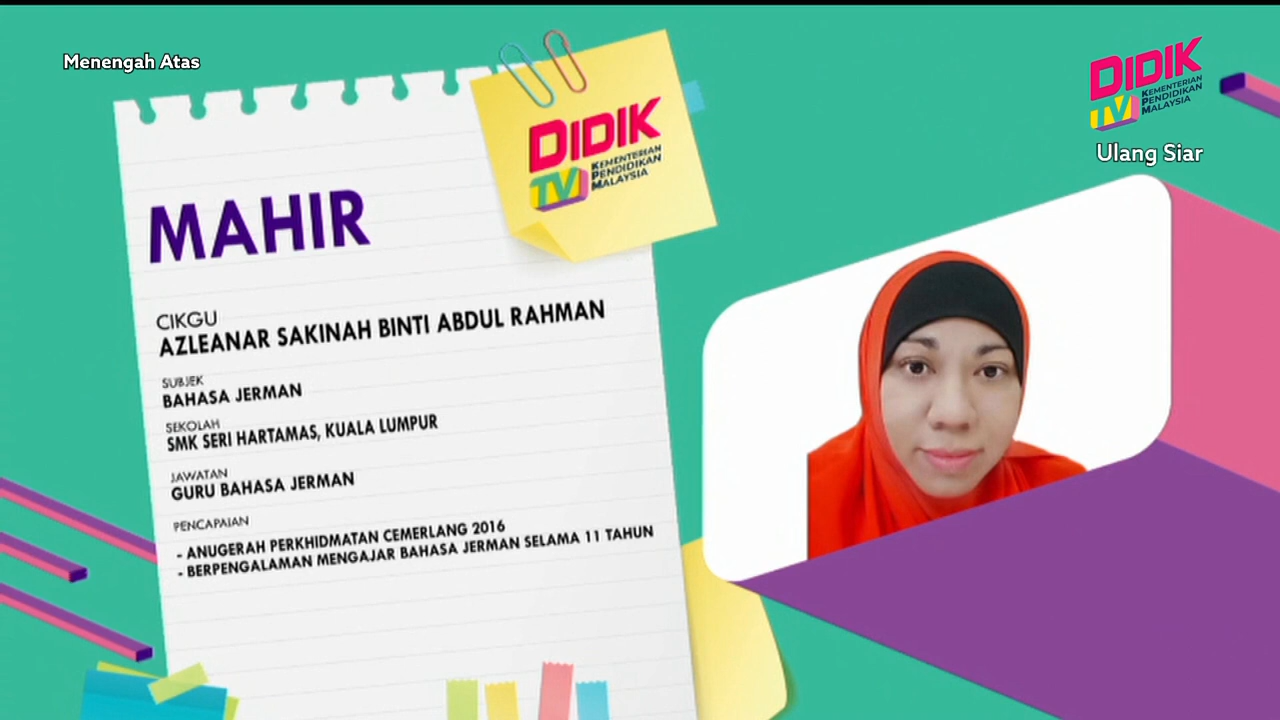 Menengah Atas
DIDIK
TV
KEMENTERIAN
PENDIDIKAN
MALAYSIA
Ulang Siar
DIDIK
TV
KEMENTERIAN
PENDIDIKAN
MALAYSIA
MAHIR
CIKGU
AZLEANAR SAKINAH BINTI ABDUL RAHMAN
SUBJEK
BAHASA JERMAN
SEKOLAH
SMK SERI HARTAMAS, KUALA LUMPUR
JAWATAN
GURU BAHASA JERMAN
PENCAPAIAN
- ANUGERAH PERKHIDMATAN CEMERLANG 2016
- BERPENGALAMAN MENGAJAR BAHASA JERMAN SELAMA 11 TAHUN